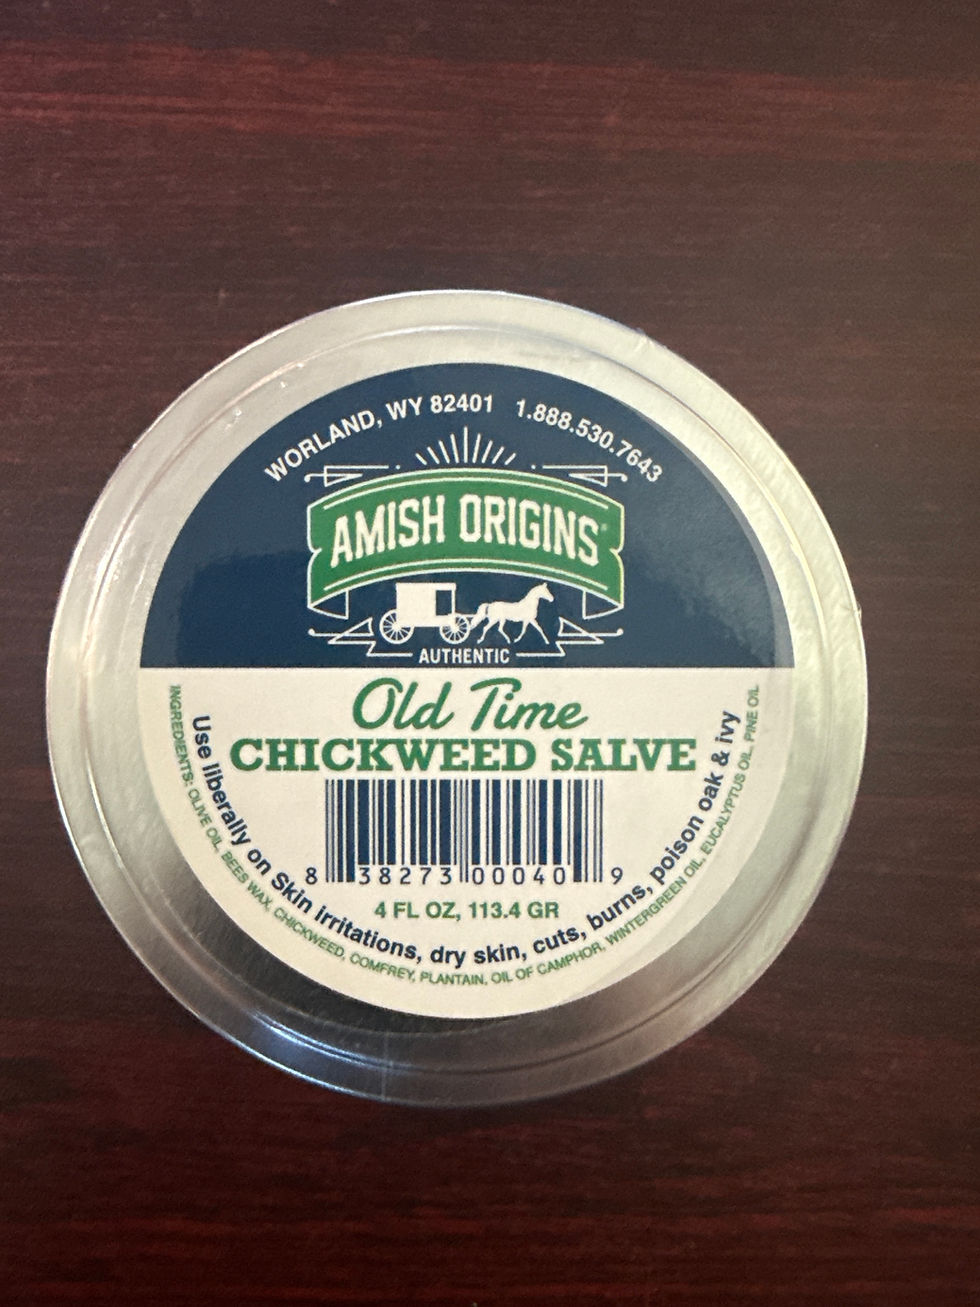 WORLAND, WY 82401 1.888.530.7643
AMISH ORIGINS®
AUTHENTIC
Old Time
CHICKWEED SALVE
8 38273 00040 9
4 FL OZ, 113.4 GR
Use liberally on Skin irritations, dry skin, cuts, burns, poison oak & ivy
INGREDIENTS: OLIVE OIL, BEES WAX, CHICKWEED, COMFREY, PLANTAIN, OIL OF CAMPHOR, WINTERGREEN OIL, EUCALYPTUS OIL, PINE OIL